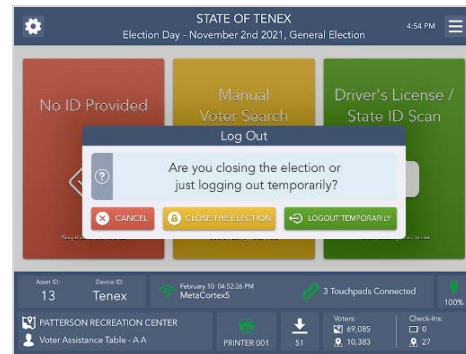 STATE OF TENEX
Election Day - November 2nd 2021, General Election
4:54 PM
No ID Provided
Manual
Voter Search
Driver's License /
State ID Scan
Log Out
Are you closing the election or
just logging out temporarily?
CANCEL
CLOSE THE ELECTION
LOGOUT TEMPORARILY
Asset ID:
13
Device ID:
Tenex
February 10 04:52:26 PM
MetaCortex5
3 Touchpads Connected
100%
PATTERSON RECREATION CENTER
Voter Assistance Table - A A
PRINTER 001
51
Voters:
69,085
10,383
Check-Ins:
0
27